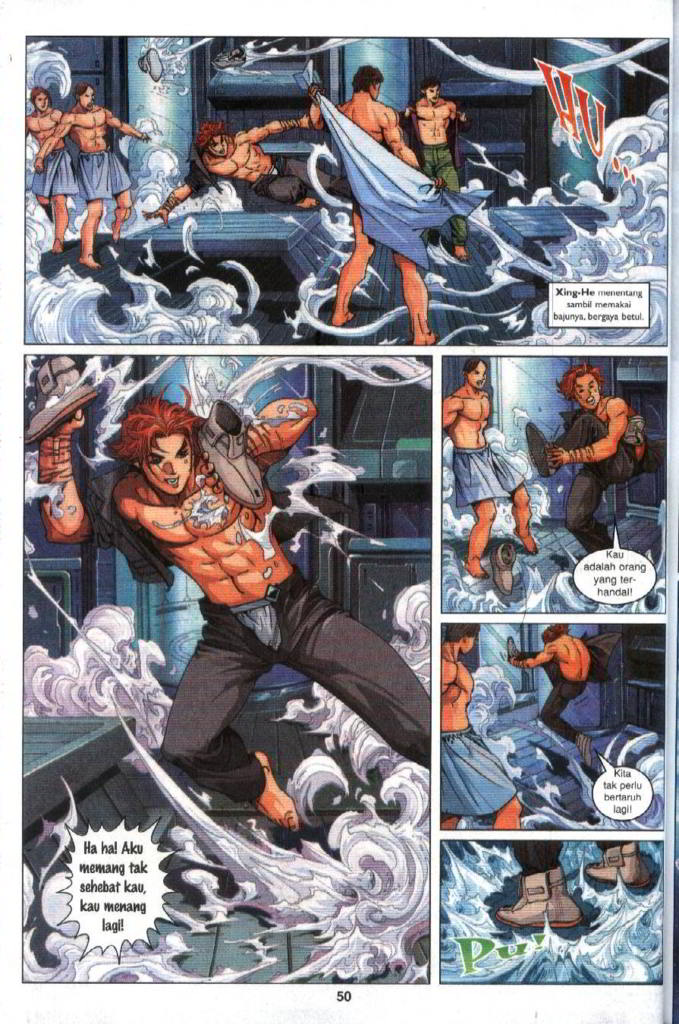 HU...
Xing-He menentang
sambil memakai
bajunya, bergaya betul.
Ha ha! Aku
memang tak
sehebat kau,
kau menang
lagi!
Kau
adalah orang
yang ter-
handal!
Kita
tak perlu
bertaruh
lagi!
Pu!
50